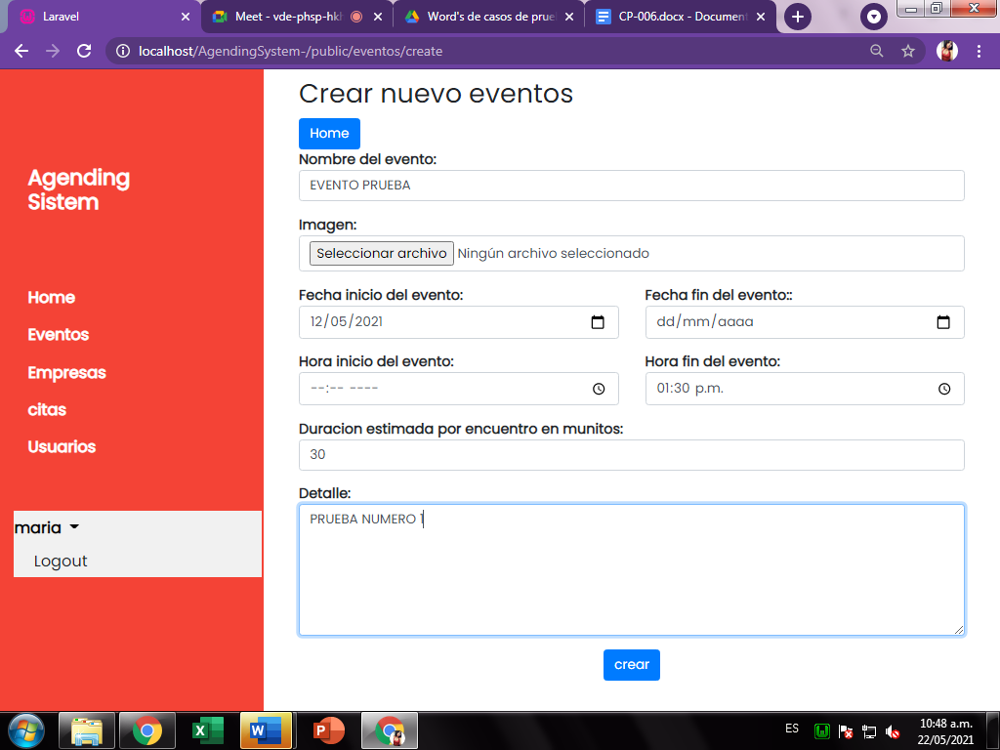 Laravel
Meet - vde-phsp-hkh
Word's de casos de prue
CP-006.docx - Document
localhost/AgendingSystem-/public/eventos/create
Agending
Sistem
Home
Eventos
Empresas
citas
Usuarios
maria
Logout
Crear nuevo eventos
Home
Nombre del evento:
EVENTO PRUEBA
Imagen:
Seleccionar archivo Ningún archivo seleccionado
Fecha inicio del evento: Fecha fin del evento::
12/05/2021 dd/mm/aaaa
Hora inicio del evento: Hora fin del evento:
--:-- ---- 01:30 p.m.
Duracion estimada por encuentro en munitos:
30
Detalle:
PRUEBA NUMERO 1
crear
ES
10:48 a.m.
22/05/2021